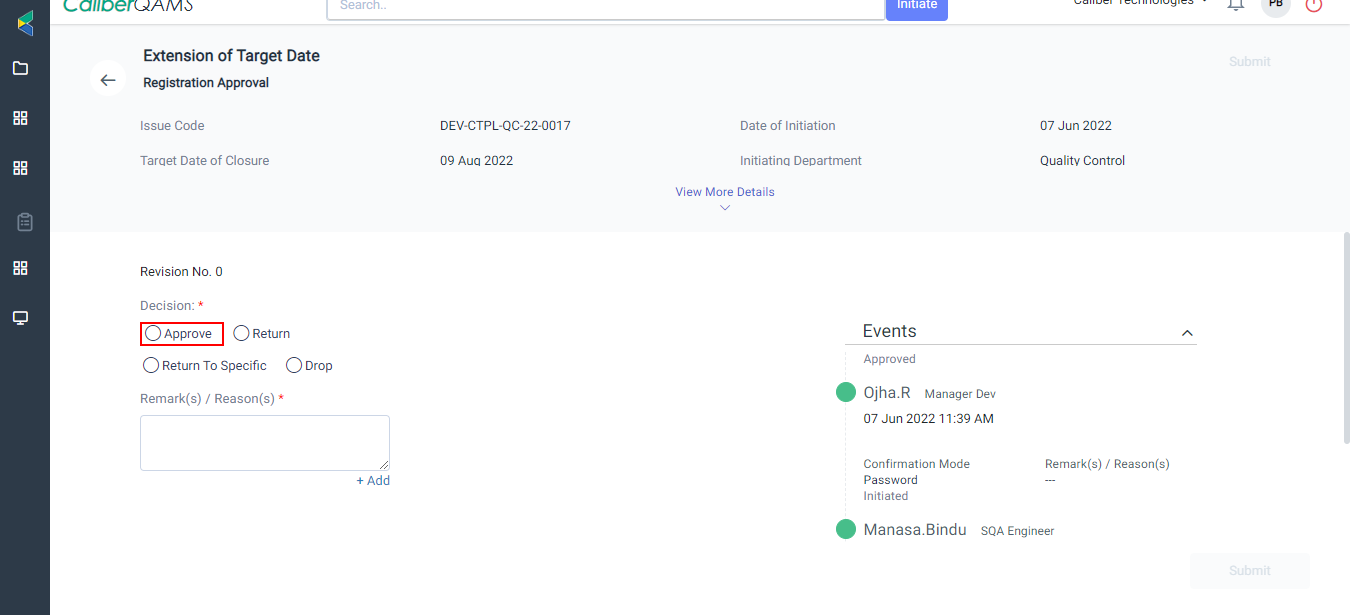 CaliberQAMS
Search..
Initiate
Caliber Technologies
PB
Extension of Target Date
Registration Approval
Submit
Issue Code DEV-CTPL-QC-22-0017 Date of Initiation 07 Jun 2022
Target Date of Closure 09 Aug 2022 Initiating Department Quality Control
View More Details
Revision No. 0
Decision: *
Approve Return
Return To Specific Drop
Remark(s) / Reason(s) *
+ Add
Events
Approved
Ojha.R Manager Dev
07 Jun 2022 11:39 AM
Confirmation Mode Remark(s) / Reason(s)
Password ---
Initiated
Manasa.Bindu SQA Engineer
Submit